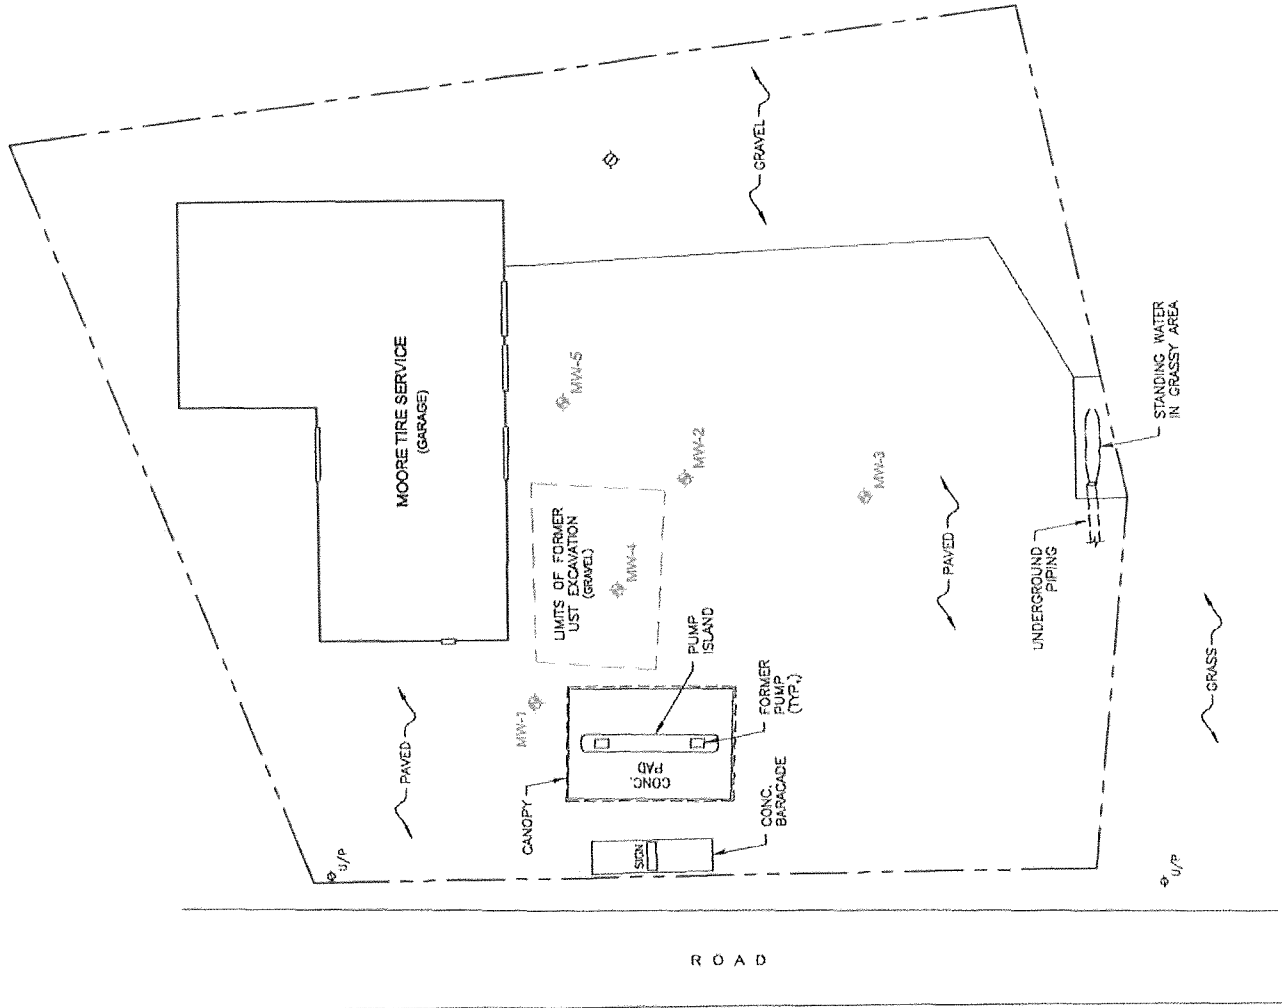 GRAVEL
MOORE TIRE SERVICE
(GARAGE)
MW-5
MW-2
MW-3
STANDING WATER
IN GRASSY AREA
LIMITS OF FORMER
UST EXCAVATION
(GRAVEL)
MW-4
PAVED
UNDERGROUND
PIPING
PUMP
ISLAND
FORMER
PUMP
(TYP.)
GRASS
MW-1
PAVED
CANOPY
CONC.
PAD
CONC.
BARACADE
SIGN
U/P
U/P
ROAD